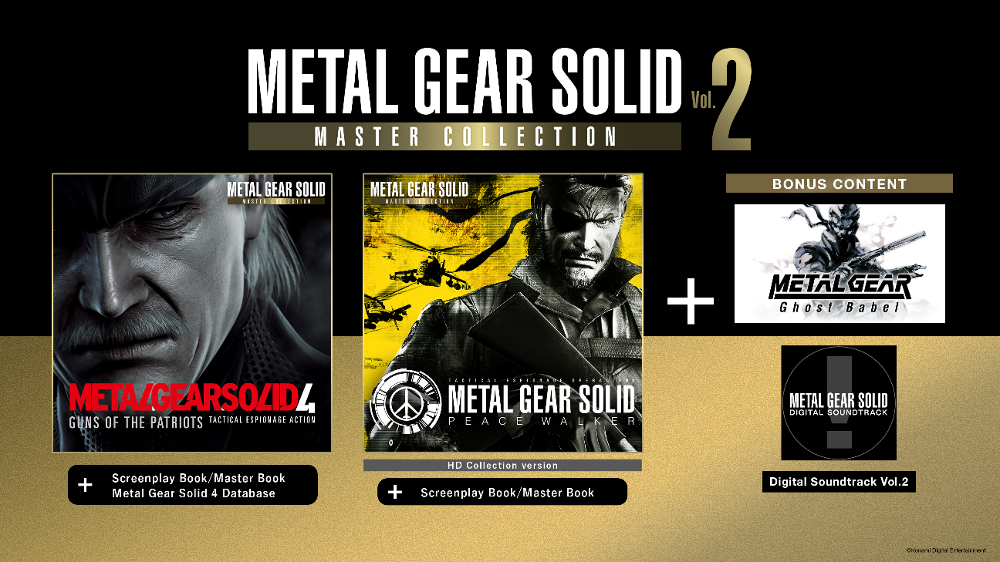 METAL GEAR SOLID Vol.2
MASTER COLLECTION
METAL GEAR SOLID
MASTER COLLECTION
METAL GEAR SOLID 4
GUNS OF THE PATRIOTS TACTICAL ESPIONAGE ACTION
+ Screenplay Book/Master Book
Metal Gear Solid 4 Database
METAL GEAR SOLID
MASTER COLLECTION
TACTICAL ESPIONAGE OPERATIONS
METAL GEAR SOLID
PEACE WALKER
HD Collection version
+ Screenplay Book/Master Book
+
BONUS CONTENT
METAL GEAR
Ghost Babel
!
METAL GEAR SOLID
DIGITAL SOUNDTRACK
Digital Soundtrack Vol.2
©Konami Digital Entertainment